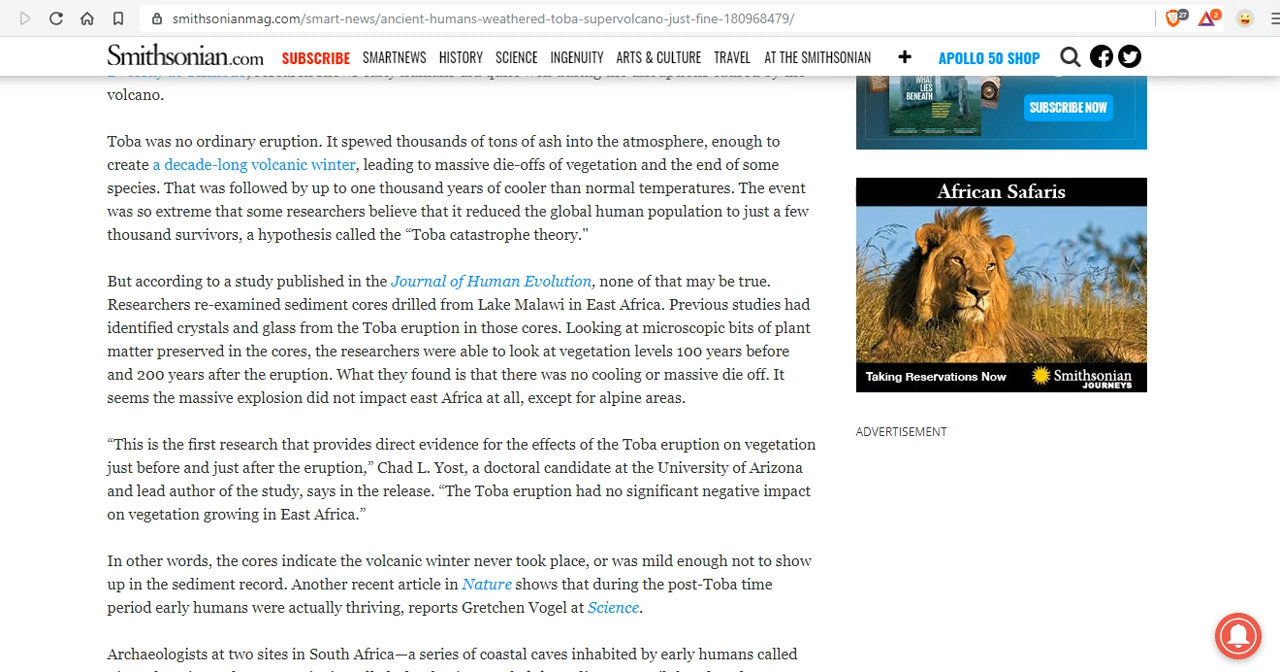 smithsonianmag.com/smart-news/ancient-humans-weathered-toba-supervolcano-just-fine-180968479/
27
2
Smithsonian.com SUBSCRIBE SMARTNEWS HISTORY SCIENCE INGENUITY ARTS & CULTURE TRAVEL AT THE SMITHSONIAN + APOLLO 50 SHOP
volcano.
Toba was no ordinary eruption. It spewed thousands of tons of ash into the atmosphere, enough to
create a decade-long volcanic winter, leading to massive die-offs of vegetation and the end of some
species. That was followed by up to one thousand years of cooler than normal temperatures. The event
was so extreme that some researchers believe that it reduced the global human population to just a few
thousand survivors, a hypothesis called the “Toba catastrophe theory."
But according to a study published in the Journal of Human Evolution, none of that may be true.
Researchers re-examined sediment cores drilled from Lake Malawi in East Africa. Previous studies had
identified crystals and glass from the Toba eruption in those cores. Looking at microscopic bits of plant
matter preserved in the cores, the researchers were able to look at vegetation levels 100 years before
and 200 years after the eruption. What they found is that there was no cooling or massive die off. It
seems the massive explosion did not impact east Africa at all, except for alpine areas.
“This is the first research that provides direct evidence for the effects of the Toba eruption on vegetation
just before and just after the eruption,” Chad L. Yost, a doctoral candidate at the University of Arizona
and lead author of the study, says in the release. “The Toba eruption had no significant negative impact
on vegetation growing in East Africa.”
In other words, the cores indicate the volcanic winter never took place, or was mild enough not to show
up in the sediment record. Another recent article in Nature shows that during the post-Toba time
period early humans were actually thriving, reports Gretchen Vogel at Science.
Archaeologists at two sites in South Africa—a series of coastal caves inhabited by early humans called
WHAT
LIES
BENEATH
SUBSCRIBE NOW
African Safaris
Taking Reservations Now
Smithsonian
JOURNEYS
ADVERTISEMENT